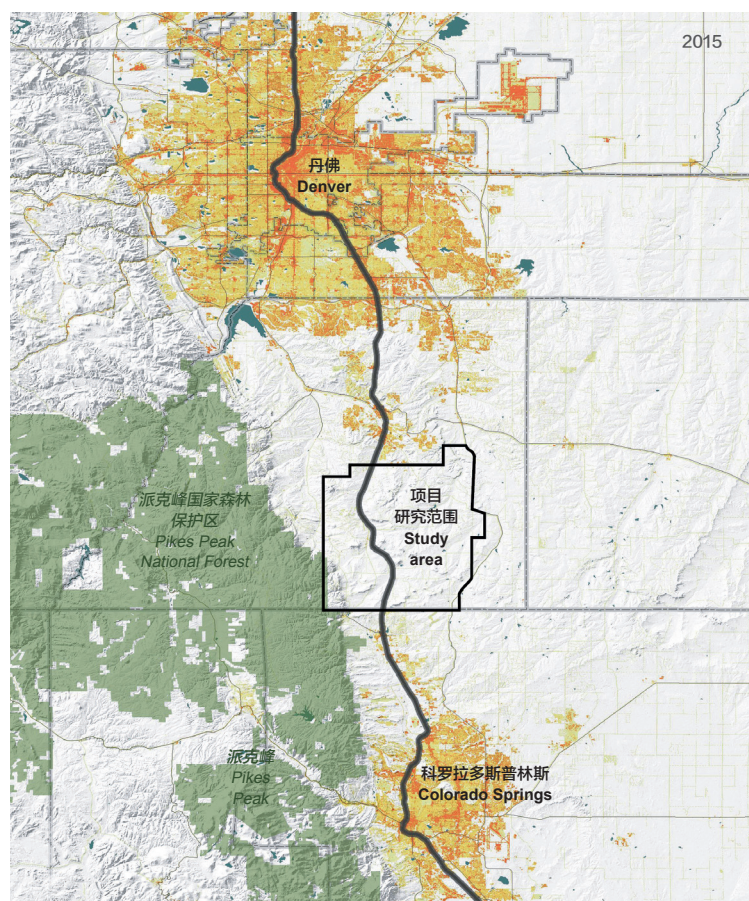 2015
丹佛
Denver
项目
研究范围
Study
area
派克峰国家森林
保护区
Pikes Peak
National Forest
派克峰
Pikes
Peak
科罗拉多斯普林斯
Colorado Springs